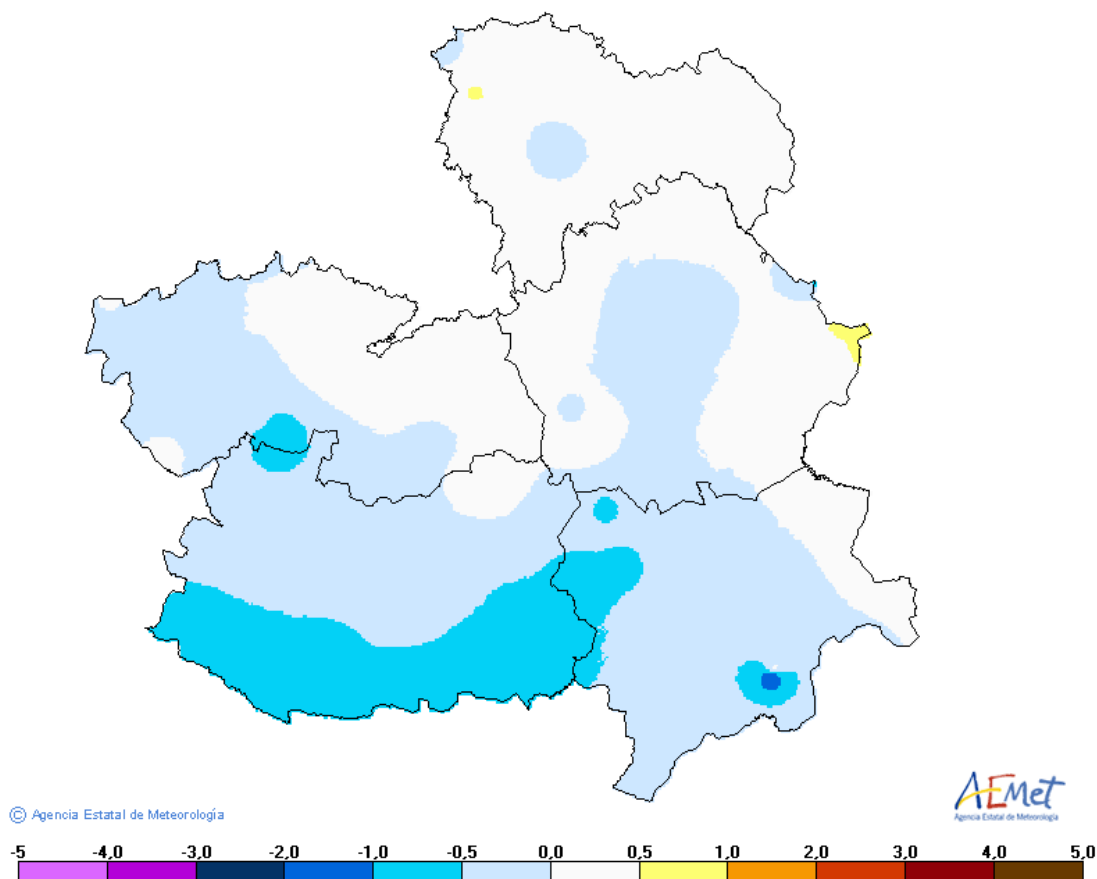 AEMet
Agencia Estatal de Meteorología
© Agencia Estatal de Meteorología
-5 -4,0 -3,0 -2,0 -1,0 -0,5 0,0 0,5 1,0 2,0 3,0 4,0 5,0